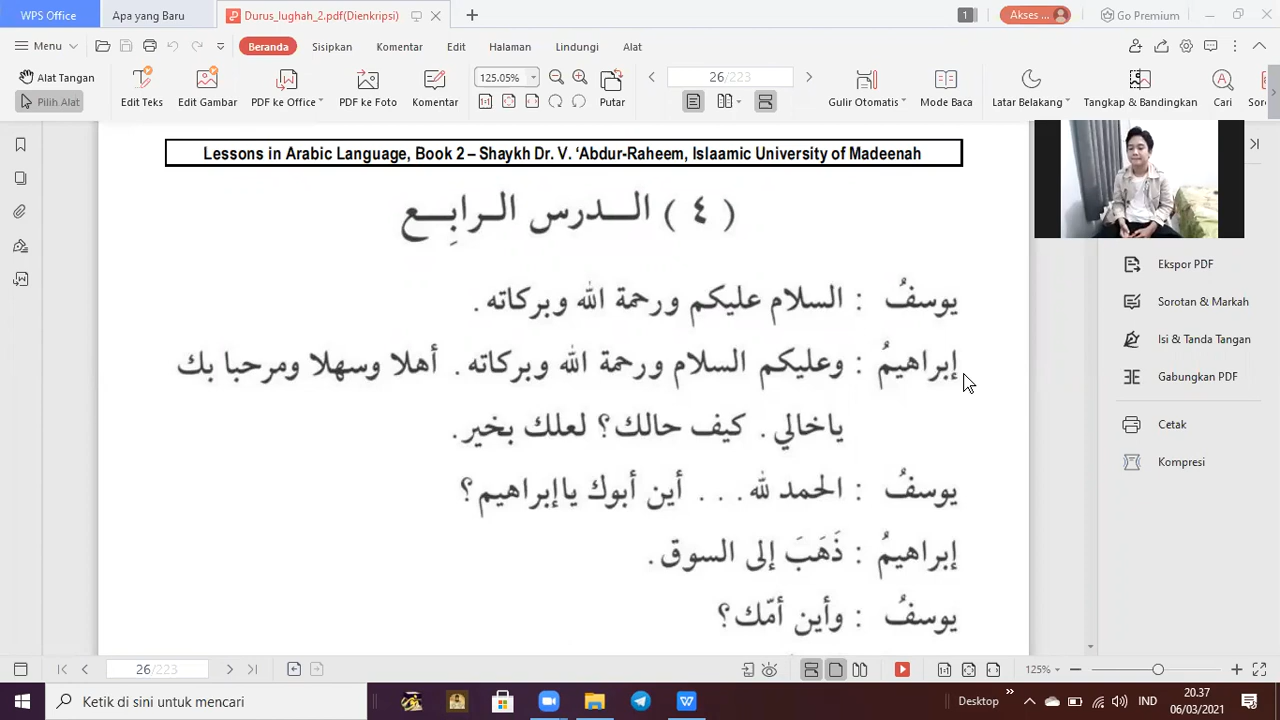 WPS Office
Apa yang Baru
Durus_lughah_2.pdf(Dienkripsi)
1
Akses ...
Go Premium
Menu
Beranda
Sisipkan
Komentar
Edit
Halaman
Lindungi
Alat
Alat Tangan
Pilih Alat
Edit Teks
Edit Gambar
PDF ke Office
PDF ke Foto
Komentar
125.05%
Putar
26/223
Gulir Otomatis
Mode Baca
Latar Belakang
Tangkap & Bandingkan
Cari
Lessons in Arabic Language, Book 2 – Shaykh Dr. V. ‘Abdur-Raheem, Islaamic University of Madeenah
( ٤ ) الـــدرس الـرابِـــع
يوسفُ : السلام عليكم ورحمة الله وبركاته .
إبراهيمُ : وعليكم السلام ورحمة الله وبركاته . أهلا وسهلا ومرحبا بك
ياخالي . كيف حالك؟ لعلك بخير .
يوسفُ : الحمد لله . . . أين أبوك ياإبراهيم؟
إبراهيمُ : ذَهَبَ إلى السوق .
يوسفُ : وأين أمّك؟
Ekspor PDF
Sorotan & Markah
Isi & Tanda Tangan
Gabungkan PDF
Cetak
Kompresi
26/223
125%
Ketik di sini untuk mencari
Desktop
IND
20.37
06/03/2021